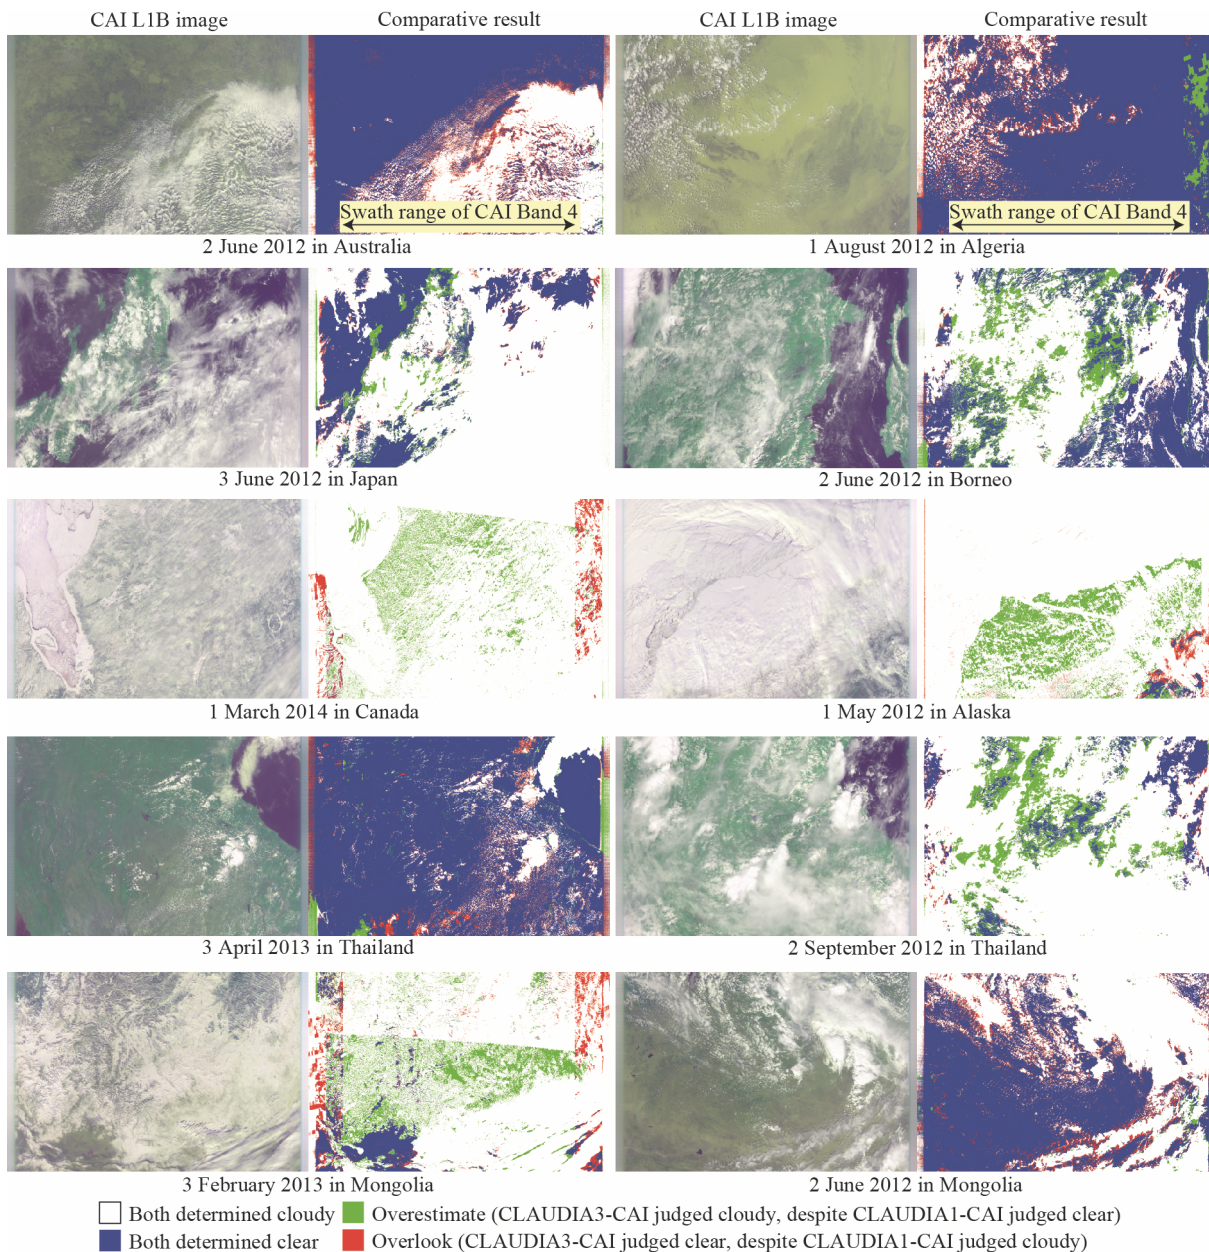 CAI L1B image
Comparative result
CAI L1B image
Comparative result
Swath range of CAI Band 4
Swath range of CAI Band 4
2 June 2012 in Australia
1 August 2012 in Algeria
3 June 2012 in Japan
2 June 2012 in Borneo
1 March 2014 in Canada
1 May 2012 in Alaska
3 April 2013 in Thailand
2 September 2012 in Thailand
3 February 2013 in Mongolia
2 June 2012 in Mongolia
Both determined cloudy
Overestimate (CLAUDIA3-CAI judged cloudy, despite CLAUDIA1-CAI judged clear)
Both determined clear
Overlook (CLAUDIA3-CAI judged clear, despite CLAUDIA1-CAI judged cloudy)